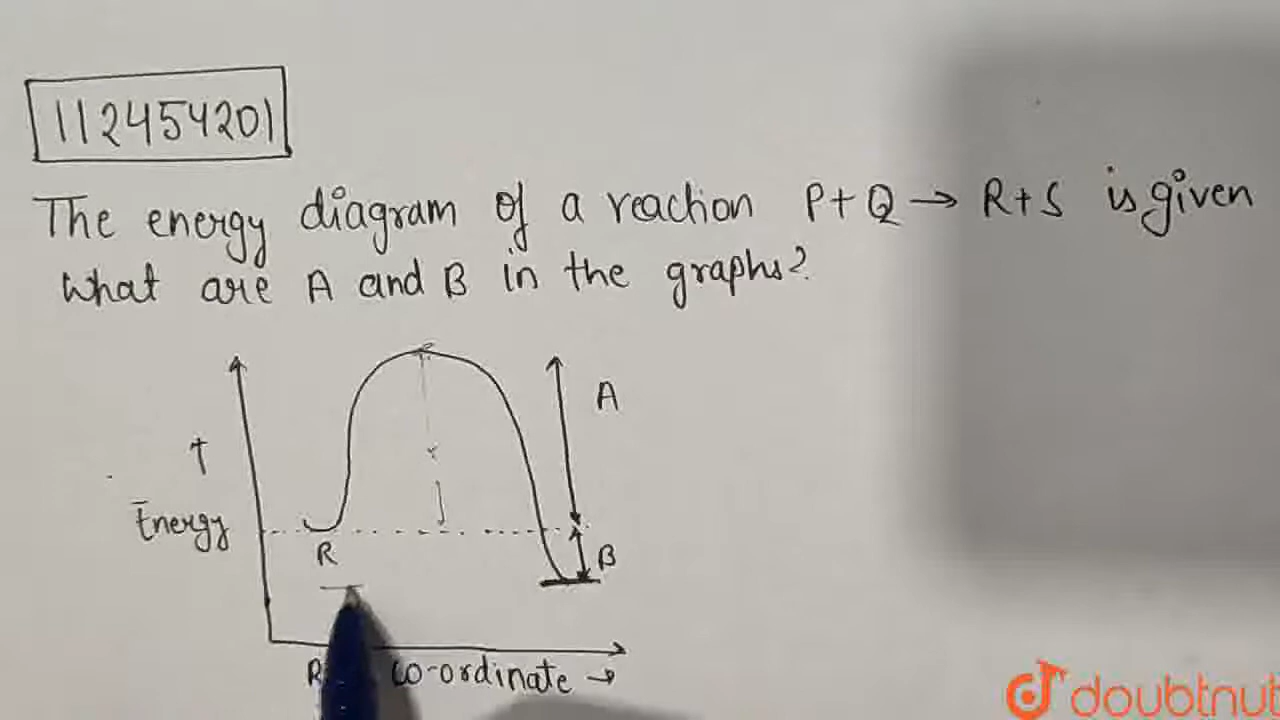 112454201
The energy diagram of a reaction P+Q → R+S is given
What are A and B in the graphs?
A
↑
Energy
R
B
co-ordinate →
doubtnut